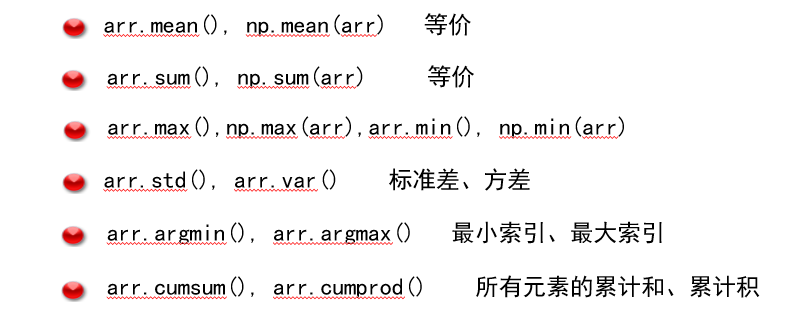 arr.mean(), np.mean(arr) 等价
arr.sum(), np.sum(arr) 等价
arr.max(),np.max(arr),arr.min(), np.min(arr)
arr.std(), arr.var() 标准差、方差
arr.argmin(), arr.argmax() 最小索引、最大索引
arr.cumsum(), arr.cumprod() 所有元素的累计和、累计积